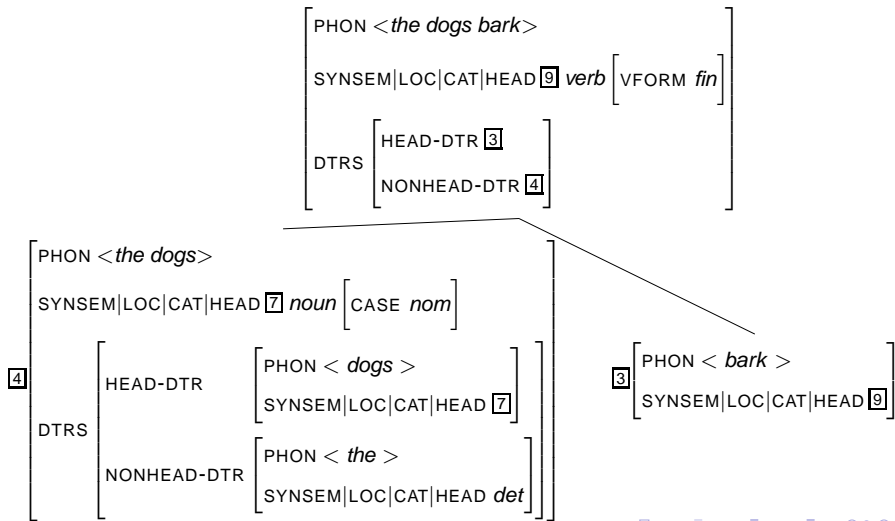 PHON <the dogs bark>
SYNSEM|LOC|CAT|HEAD 9 verb [VFORM fin]
DTRS
HEAD-DTR 3
NONHEAD-DTR 4
4
PHON <the dogs>
SYNSEM|LOC|CAT|HEAD 7 noun [CASE nom]
DTRS
HEAD-DTR
PHON < dogs >
SYNSEM|LOC|CAT|HEAD 7
NONHEAD-DTR
PHON < the >
SYNSEM|LOC|CAT|HEAD det
3
PHON < bark >
SYNSEM|LOC|CAT|HEAD 9